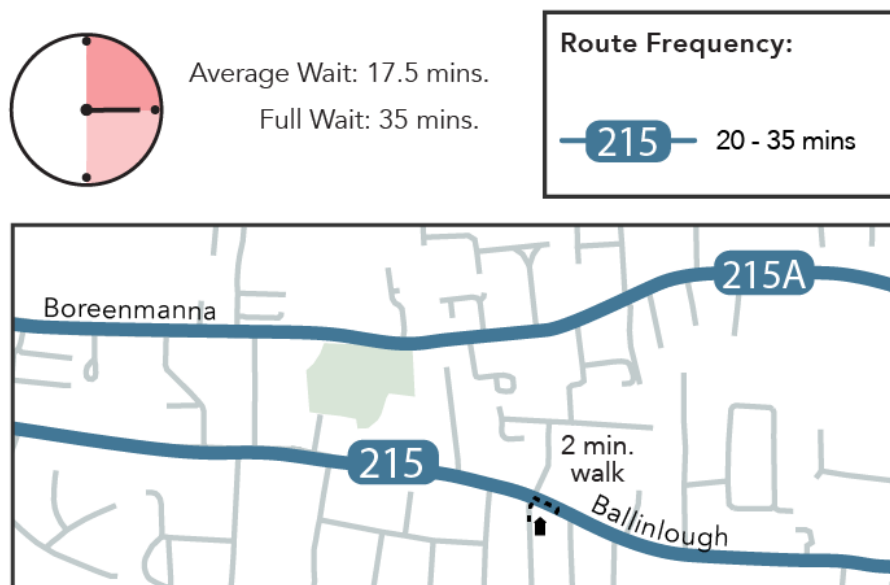 Average Wait: 17.5 mins.
Full Wait: 35 mins.
Route Frequency:
215 20 - 35 mins
215A
Boreenmanna
215
2 min.
walk
Ballinlough